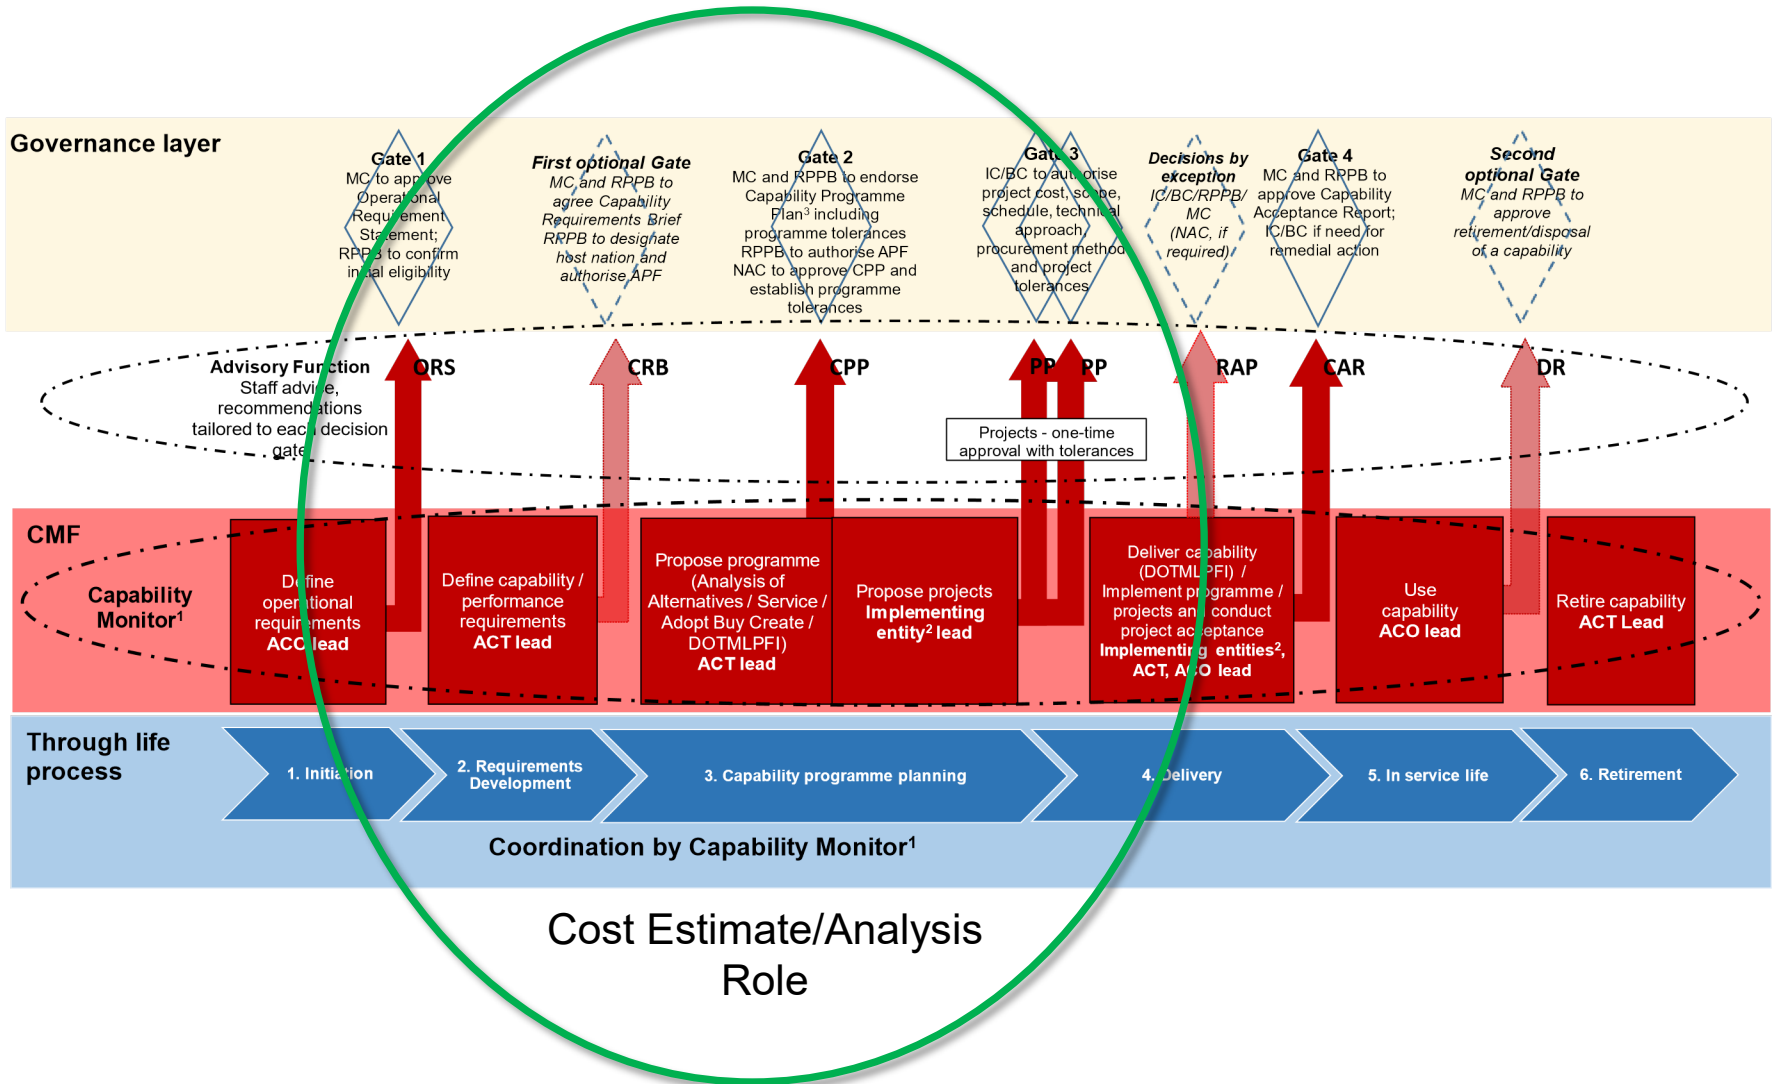 Governance layer
Gate 1
MC to approve
Operational
Requirement
Statement;
RPPB to confirm
initial eligibility
First optional Gate
MC and RPPB to
agree Capability
Requirements Brief
RPPB to designate
host nation and
authorise APF
Gate 2
MC and RPPB to endorse
Capability Programme
Plan³ including
programme tolerances
RPPB to authorise APF
NAC to approve CPP and
establish programme
tolerances
Gate 3
IC/BC to authorise
project cost, scope,
schedule, technical
approach,
procurement method
and project
tolerances
Decisions by
exception
IC/BC/RPPB/
MC
(NAC, if
required)
Gate 4
MC and RPPB to
approve Capability
Acceptance Report;
IC/BC if need for
remedial action
Second
optional Gate
MC and RPPB to
approve
retirement/disposal
of a capability
Advisory Function
Staff advice,
recommendations
tailored to each decision
gate
ORS
CRB
CPP
PP
PP
RAP
CAR
DR
Projects - one-time
approval with tolerances
CMF
Capability
Monitor¹
Define
operational
requirements
ACO lead
Define capability /
performance
requirements
ACT lead
Propose programme
(Analysis of
Alternatives / Service /
Adopt Buy Create /
DOTMLPFI)
ACT lead
Propose projects
Implementing
entity² lead
Deliver capability
(DOTMLPFI) /
Implement programme /
projects and conduct
project acceptance
Implementing entities²,
ACT, ACO lead
Use
capability
ACO lead
Retire capability
ACT Lead
Through life
process
1. Initiation
2. Requirements
Development
3. Capability programme planning
4. Delivery
5. In service life
6. Retirement
Coordination by Capability Monitor¹
Cost Estimate/Analysis
Role